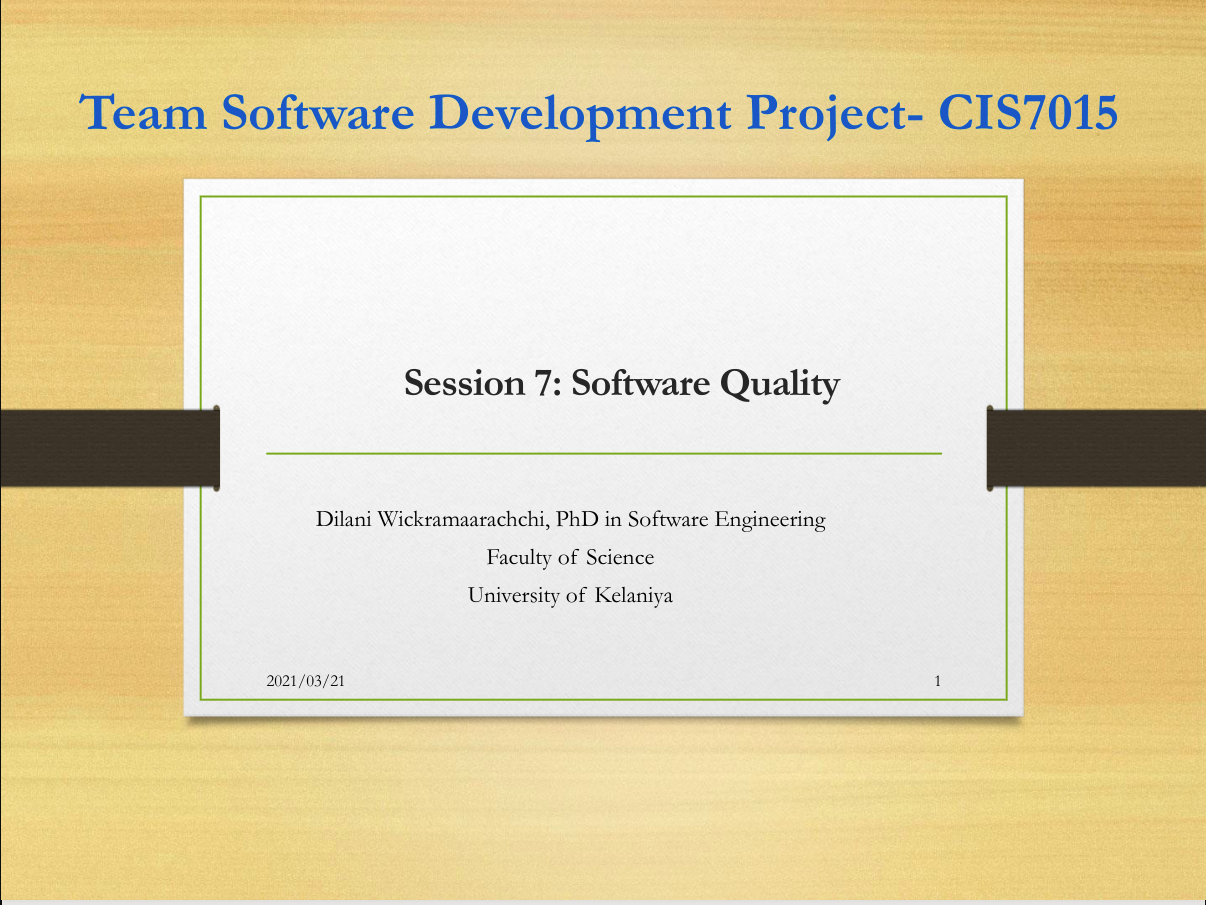 Team Software Development Project- CIS7015
Session 7: Software Quality
Dilani Wickramaarachchi, PhD in Software Engineering
Faculty of Science
University of Kelaniya
2021/03/21
1